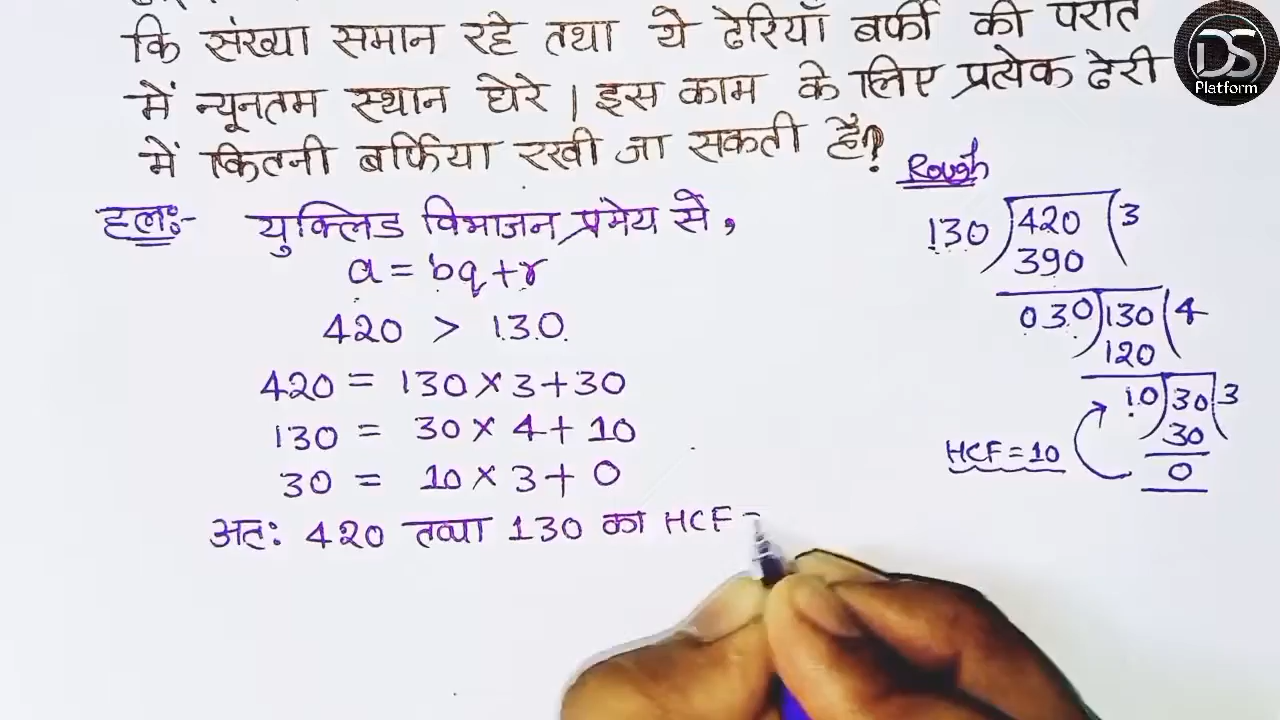 कि संख्या समान रहे तथा ये ढेरियाँ बर्फी की परात
में न्यूनतम स्थान घेरे। इस काम के लिए प्रत्येक ढेरी
में कितनी बर्फिया रखी जा सकती है?
DS
Platform
हलः- युक्लिड विभाजन प्रमेय से,
a = bq + r
420 > 130
420 = 130 × 3 + 30
130 = 30 × 4 + 10
30 = 10 × 3 + 0
अतः 420 तथा 130 का HCF =
Rough
130 ) 420 ( 3
390
030 ) 130 ( 4
120
10 ) 30 ( 3
30
0
HCF = 10